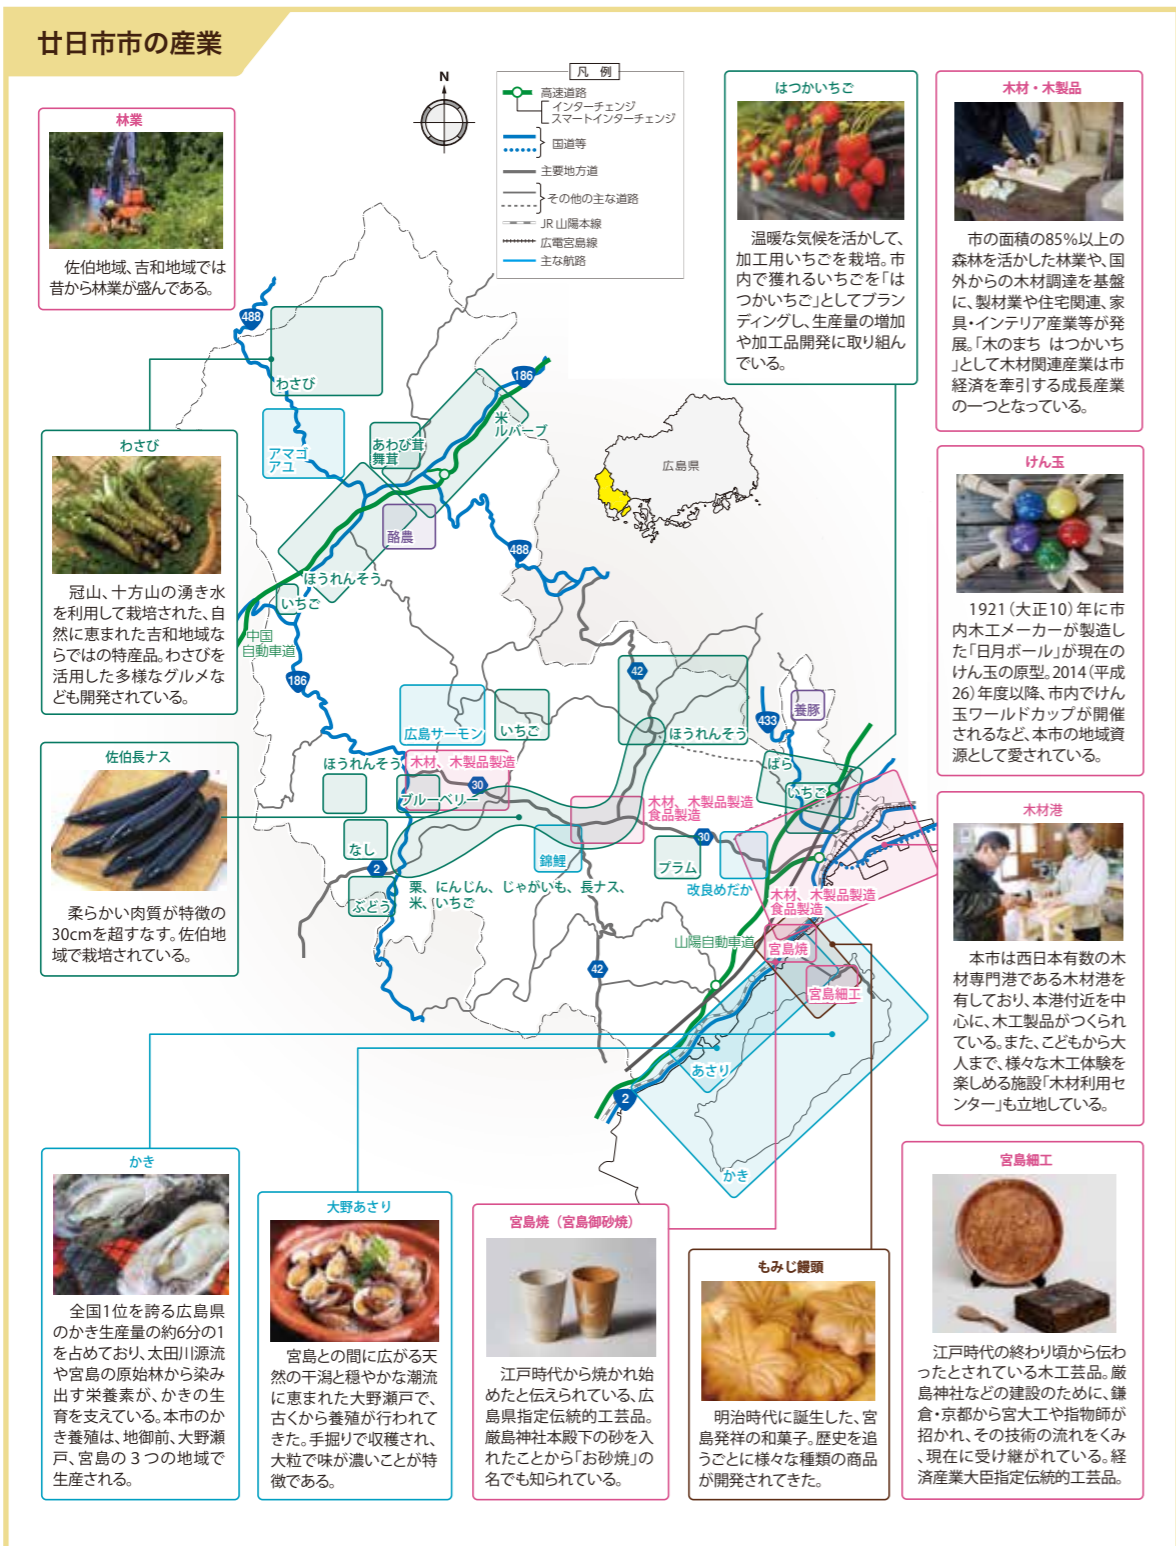 廿日市市の産業
林業
佐伯地域、吉和地域では
昔から林業が盛んである。
N
凡 例
高速道路
インターチェンジ
スマートインターチェンジ
国道等
主要地方道
その他の主な道路
JR山陽本線
広電宮島線
主な航路
はつかいちご
温暖な気候を活かして、
加工用いちごを栽培。市
内で獲れるいちごを「は
つかいちご」としてブラン
ディングし、生産量の増加
や加工品開発に取り組ん
でいる。
木材・木製品
市の面積の85%以上の
森林を活かした林業や、国
外からの木材調達を基盤
に、製材業や住宅関連、家
具・インテリア産業等が発
展。「木のまち はつかいち
」として木材関連産業は市
経済を牽引する成長産業
の一つとなっている。
わさび
冠山、十方山の湧き水
を利用して栽培された、自
然に恵まれた吉和地域な
らではの特産品。わさびを
活用した多様なグルメな
ども開発されている。
けん玉
1921(大正10)年に市
内木工メーカーが製造し
た「日月ボール」が現在の
けん玉の原型。2014(平成
26)年度以降、市内でけん
玉ワールドカップが開催
されるなど、本市の地域資
源として愛されている。
佐伯長ナス
柔らかい肉質が特徴の
30cmを超すなす。佐伯地
域で栽培されている。
木材港
本市は西日本有数の木
材専門港である木材港を
有しており、本港付近を中
心に、木工製品がつくられ
ている。また、こどもから大
人まで、様々な木工体験を
楽しめる施設「木材利用セ
ンター」も立地している。
488
わさび
186
米
ルバーブ
アマゴ
アユ
あわび茸
舞茸
広島県
酪農
488
ほうれんそう
いちご
中国
自動車道
186
42
433
養豚
広島サーモン
いちご
ほうれんそう
ほうれんそう
木材、木製品製造
ばら
30
いちご
ブルーベリー
木材、木製品製造
食品製造
30
なし
錦鯉
プラム
2
改良めだか
栗、にんじん、じゃがいも、長ナス、
米、いちご
ぶどう
木材、木製品製造
食品製造
山陽自動車道
宮島焼
42
宮島細工
あさり
2
かき
かき
全国1位を誇る広島県
のかき生産量の約6分の1
を占めており、太田川源流
や宮島の原始林から染み
出す栄養素が、かきの生
育を支えている。本市のか
き養殖は、地御前、大野瀬
戸、宮島の3つの地域で
生産される。
大野あさり
宮島との間に広がる天
然の干潟と穏やかな潮流
に恵まれた大野瀬戸で、
古くから養殖が行われて
きた。手掘りで収穫され、
大粒で味が濃いことが特
徴である。
宮島焼(宮島御砂焼)
江戸時代から焼かれ始
めたと伝えられている、広
島県指定伝統的工芸品。
厳島神社本殿下の砂を入
れたことから「お砂焼」の
名でも知られている。
もみじ饅頭
明治時代に誕生した、宮
島発祥の和菓子。歴史を追
うごとに様々な種類の商品
が開発されてきた。
宮島細工
江戸時代の終わり頃から伝わ
ったとされている木工芸品。厳
島神社などの建設のために、鎌
倉・京都から宮大工や指物師が
招かれ、その技術の流れをくみ
、現在に受け継がれている。経
済産業大臣指定伝統的工芸品。